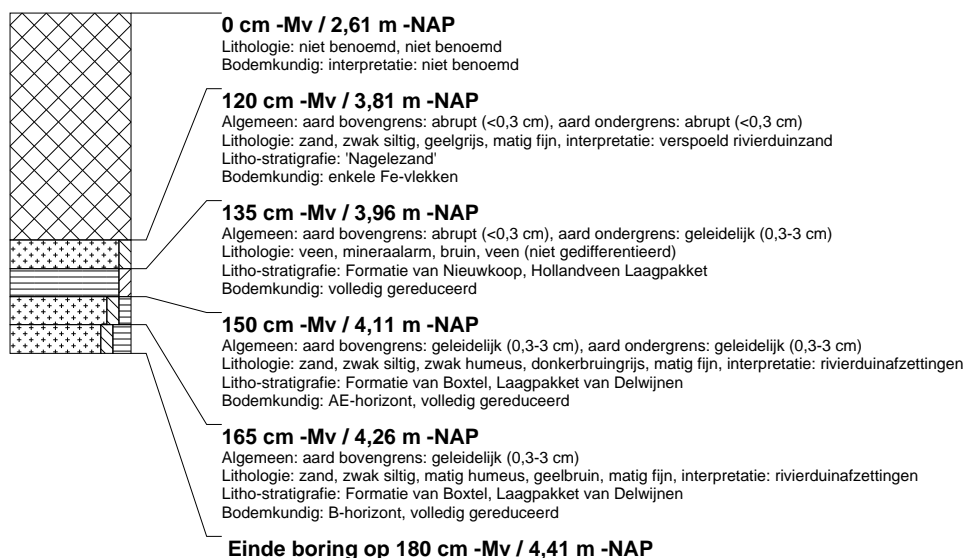 0 cm -Mv / 2,61 m -NAP
Lithologie: niet benoemd, niet benoemd
Bodemkundig: interpretatie: niet benoemd
120 cm -Mv / 3,81 m -NAP
Algemeen: aard bovengrens: abrupt (<0,3 cm), aard ondergrens: abrupt (<0,3 cm)
Lithologie: zand, zwak siltig, geelgrijs, matig fijn, interpretatie: verspoeld rivierduinzand
Litho-stratigrafie: 'Nagelezand'
Bodemkundig: enkele Fe-vlekken
135 cm -Mv / 3,96 m -NAP
Algemeen: aard bovengrens: abrupt (<0,3 cm), aard ondergrens: geleidelijk (0,3-3 cm)
Lithologie: veen, mineraalarm, bruin, veen (niet gedifferentieerd)
Litho-stratigrafie: Formatie van Nieuwkoop, Hollandveen Laagpakket
Bodemkundig: volledig gereduceerd
150 cm -Mv / 4,11 m -NAP
Algemeen: aard bovengrens: geleidelijk (0,3-3 cm), aard ondergrens: geleidelijk (0,3-3 cm)
Lithologie: zand, zwak siltig, zwak humeus, donkerbruingrijs, matig fijn, interpretatie: rivierduinafzettingen
Litho-stratigrafie: Formatie van Boxtel, Laagpakket van Delwijnen
Bodemkundig: AE-horizont, volledig gereduceerd
165 cm -Mv / 4,26 m -NAP
Algemeen: aard bovengrens: geleidelijk (0,3-3 cm)
Lithologie: zand, zwak siltig, matig humeus, geelbruin, matig fijn, interpretatie: rivierduinafzettingen
Litho-stratigrafie: Formatie van Boxtel, Laagpakket van Delwijnen
Bodemkundig: B-horizont, volledig gereduceerd
Einde boring op 180 cm -Mv / 4,41 m -NAP